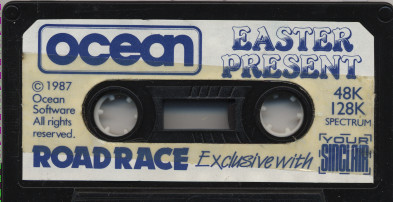 ocean
EASTER
PRESENT
© 1987
Ocean
Software
All rights
reserved.
48K
128K
SPECTRUM
ROAD RACE Exclusive with YOUR SINCLAIR